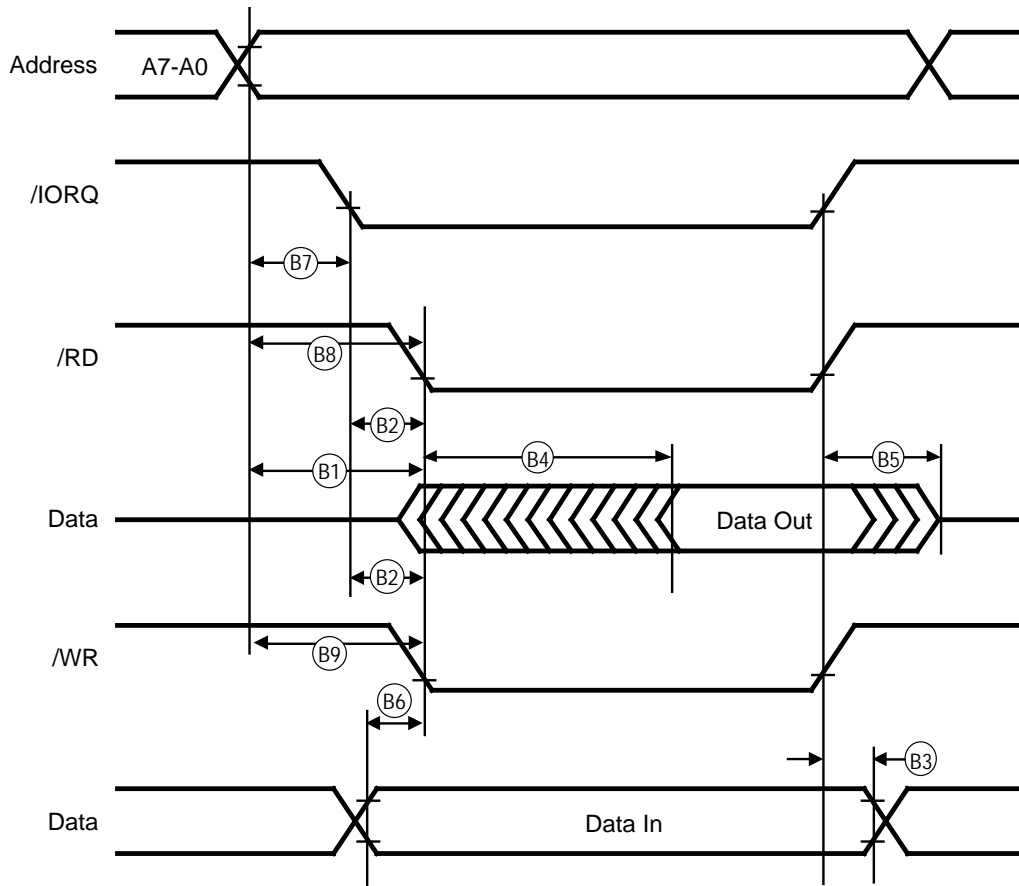 Address
A7-A0
/IORQ
B7
/RD
B8
B2
B1
B4
B5
Data
Data Out
B2
/WR
B9
B6
B3
Data
Data In